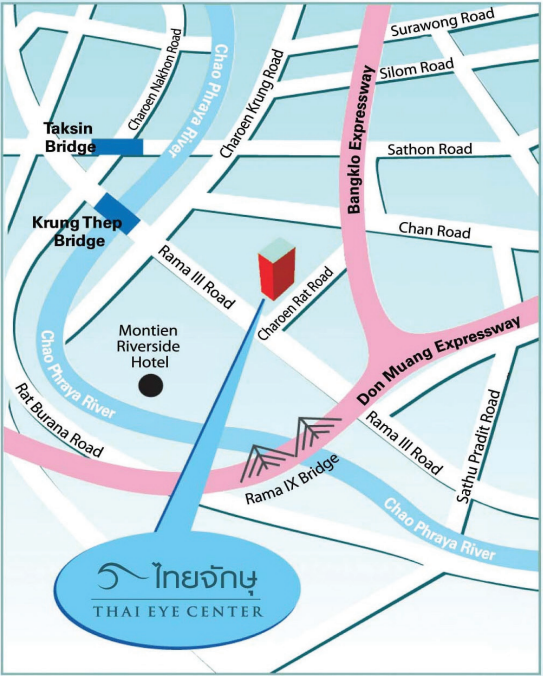 Surawong Road
Silom Road
Charoen Nakhon Road
Chao Phraya River
Charoen Krung Road
Bangklo Expressway
Taksin
Bridge
Sathon Road
Krung Thep
Bridge
Chan Road
Rama III Road
Charoen Rat Road
Montien
Riverside
Hotel
Don Muang Expressway
Chao Phraya River
Rat Burana Road
Rama III Road
Sathu Pradit Road
Rama IX Bridge
Chao Phraya River
ไทยจักษุ
THAI EYE CENTER